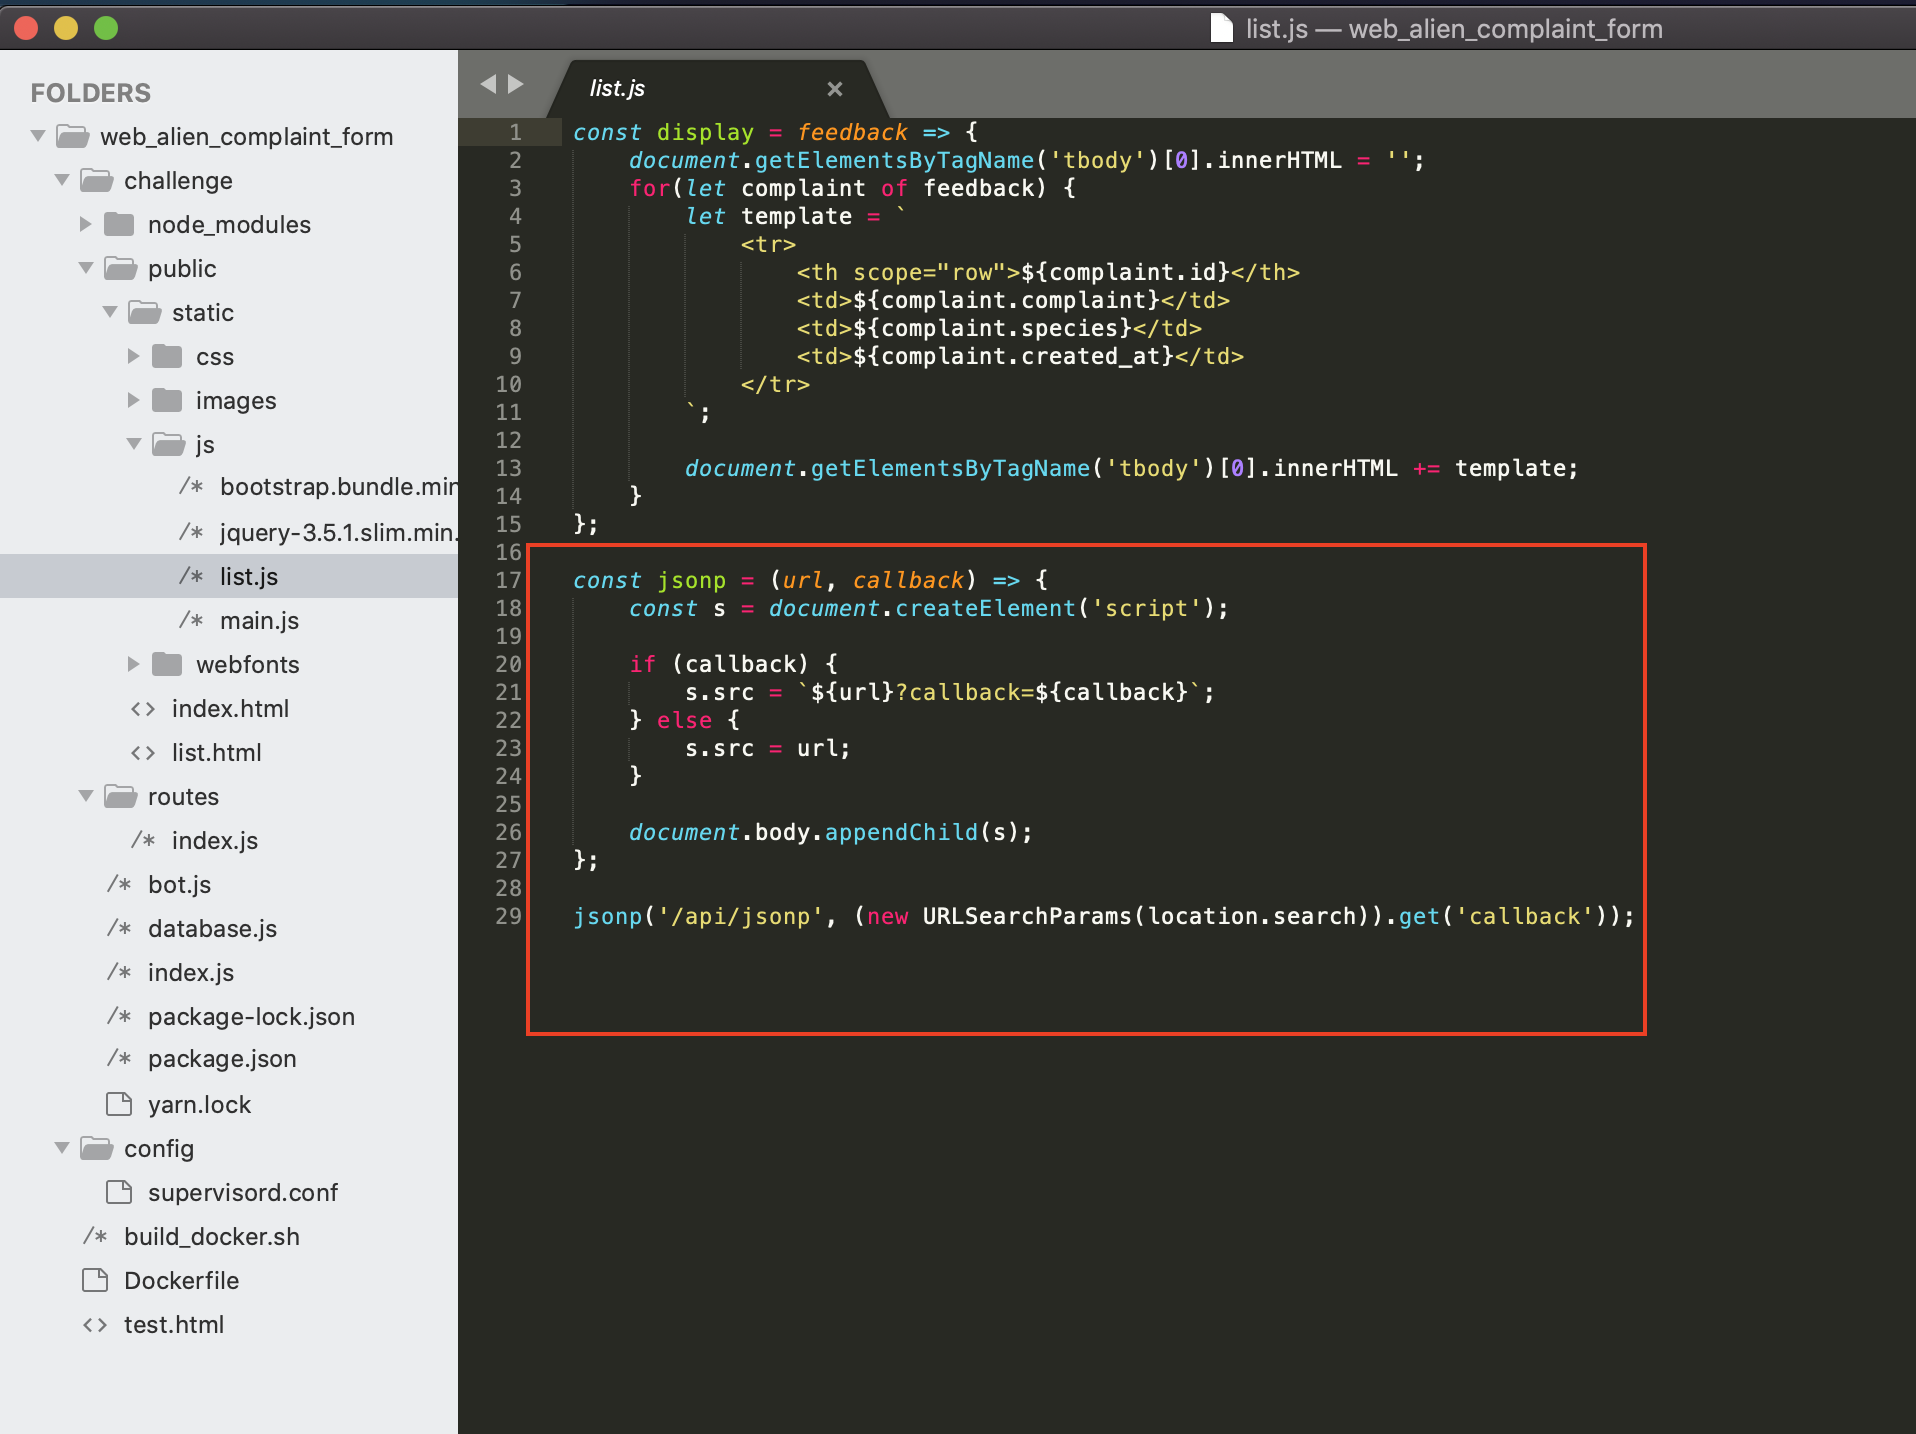 list.js — web_alien_complaint_form
FOLDERS
web_alien_complaint_form
challenge
node_modules
public
static
css
images
js
/* bootstrap.bundle.min
/* jquery-3.5.1.slim.min.
/* list.js
/* main.js
webfonts
<> index.html
<> list.html
routes
/* index.js
/* bot.js
/* database.js
/* index.js
/* package-lock.json
/* package.json
yarn.lock
config
supervisord.conf
/* build_docker.sh
Dockerfile
<> test.html
list.js ×
1 const display = feedback => {
2     document.getElementsByTagName('tbody')[0].innerHTML = '';
3     for(let complaint of feedback) {
4         let template = `
5             <tr>
6                 <th scope="row">${complaint.id}</th>
7                 <td>${complaint.complaint}</td>
8                 <td>${complaint.species}</td>
9                 <td>${complaint.created_at}</td>
10             </tr>
11         `;
12
13         document.getElementsByTagName('tbody')[0].innerHTML += template;
14     }
15 };
16
17 const jsonp = (url, callback) => {
18     const s = document.createElement('script');
19
20     if (callback) {
21         s.src = `${url}?callback=${callback}`;
22     } else {
23         s.src = url;
24     }
25
26     document.body.appendChild(s);
27 };
28
29 jsonp('/api/jsonp', (new URLSearchParams(location.search)).get('callback'));